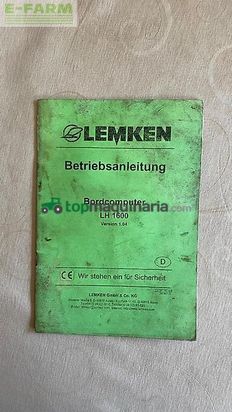 E-FARM
LEMKEN
Betriebsanleitung
Bordcomputer
topmaquinaria.com
LH 1600
Version 1.04
CE Wir stehen ein für Sicherheit
D
LEMKEN GmbH & Co. KG